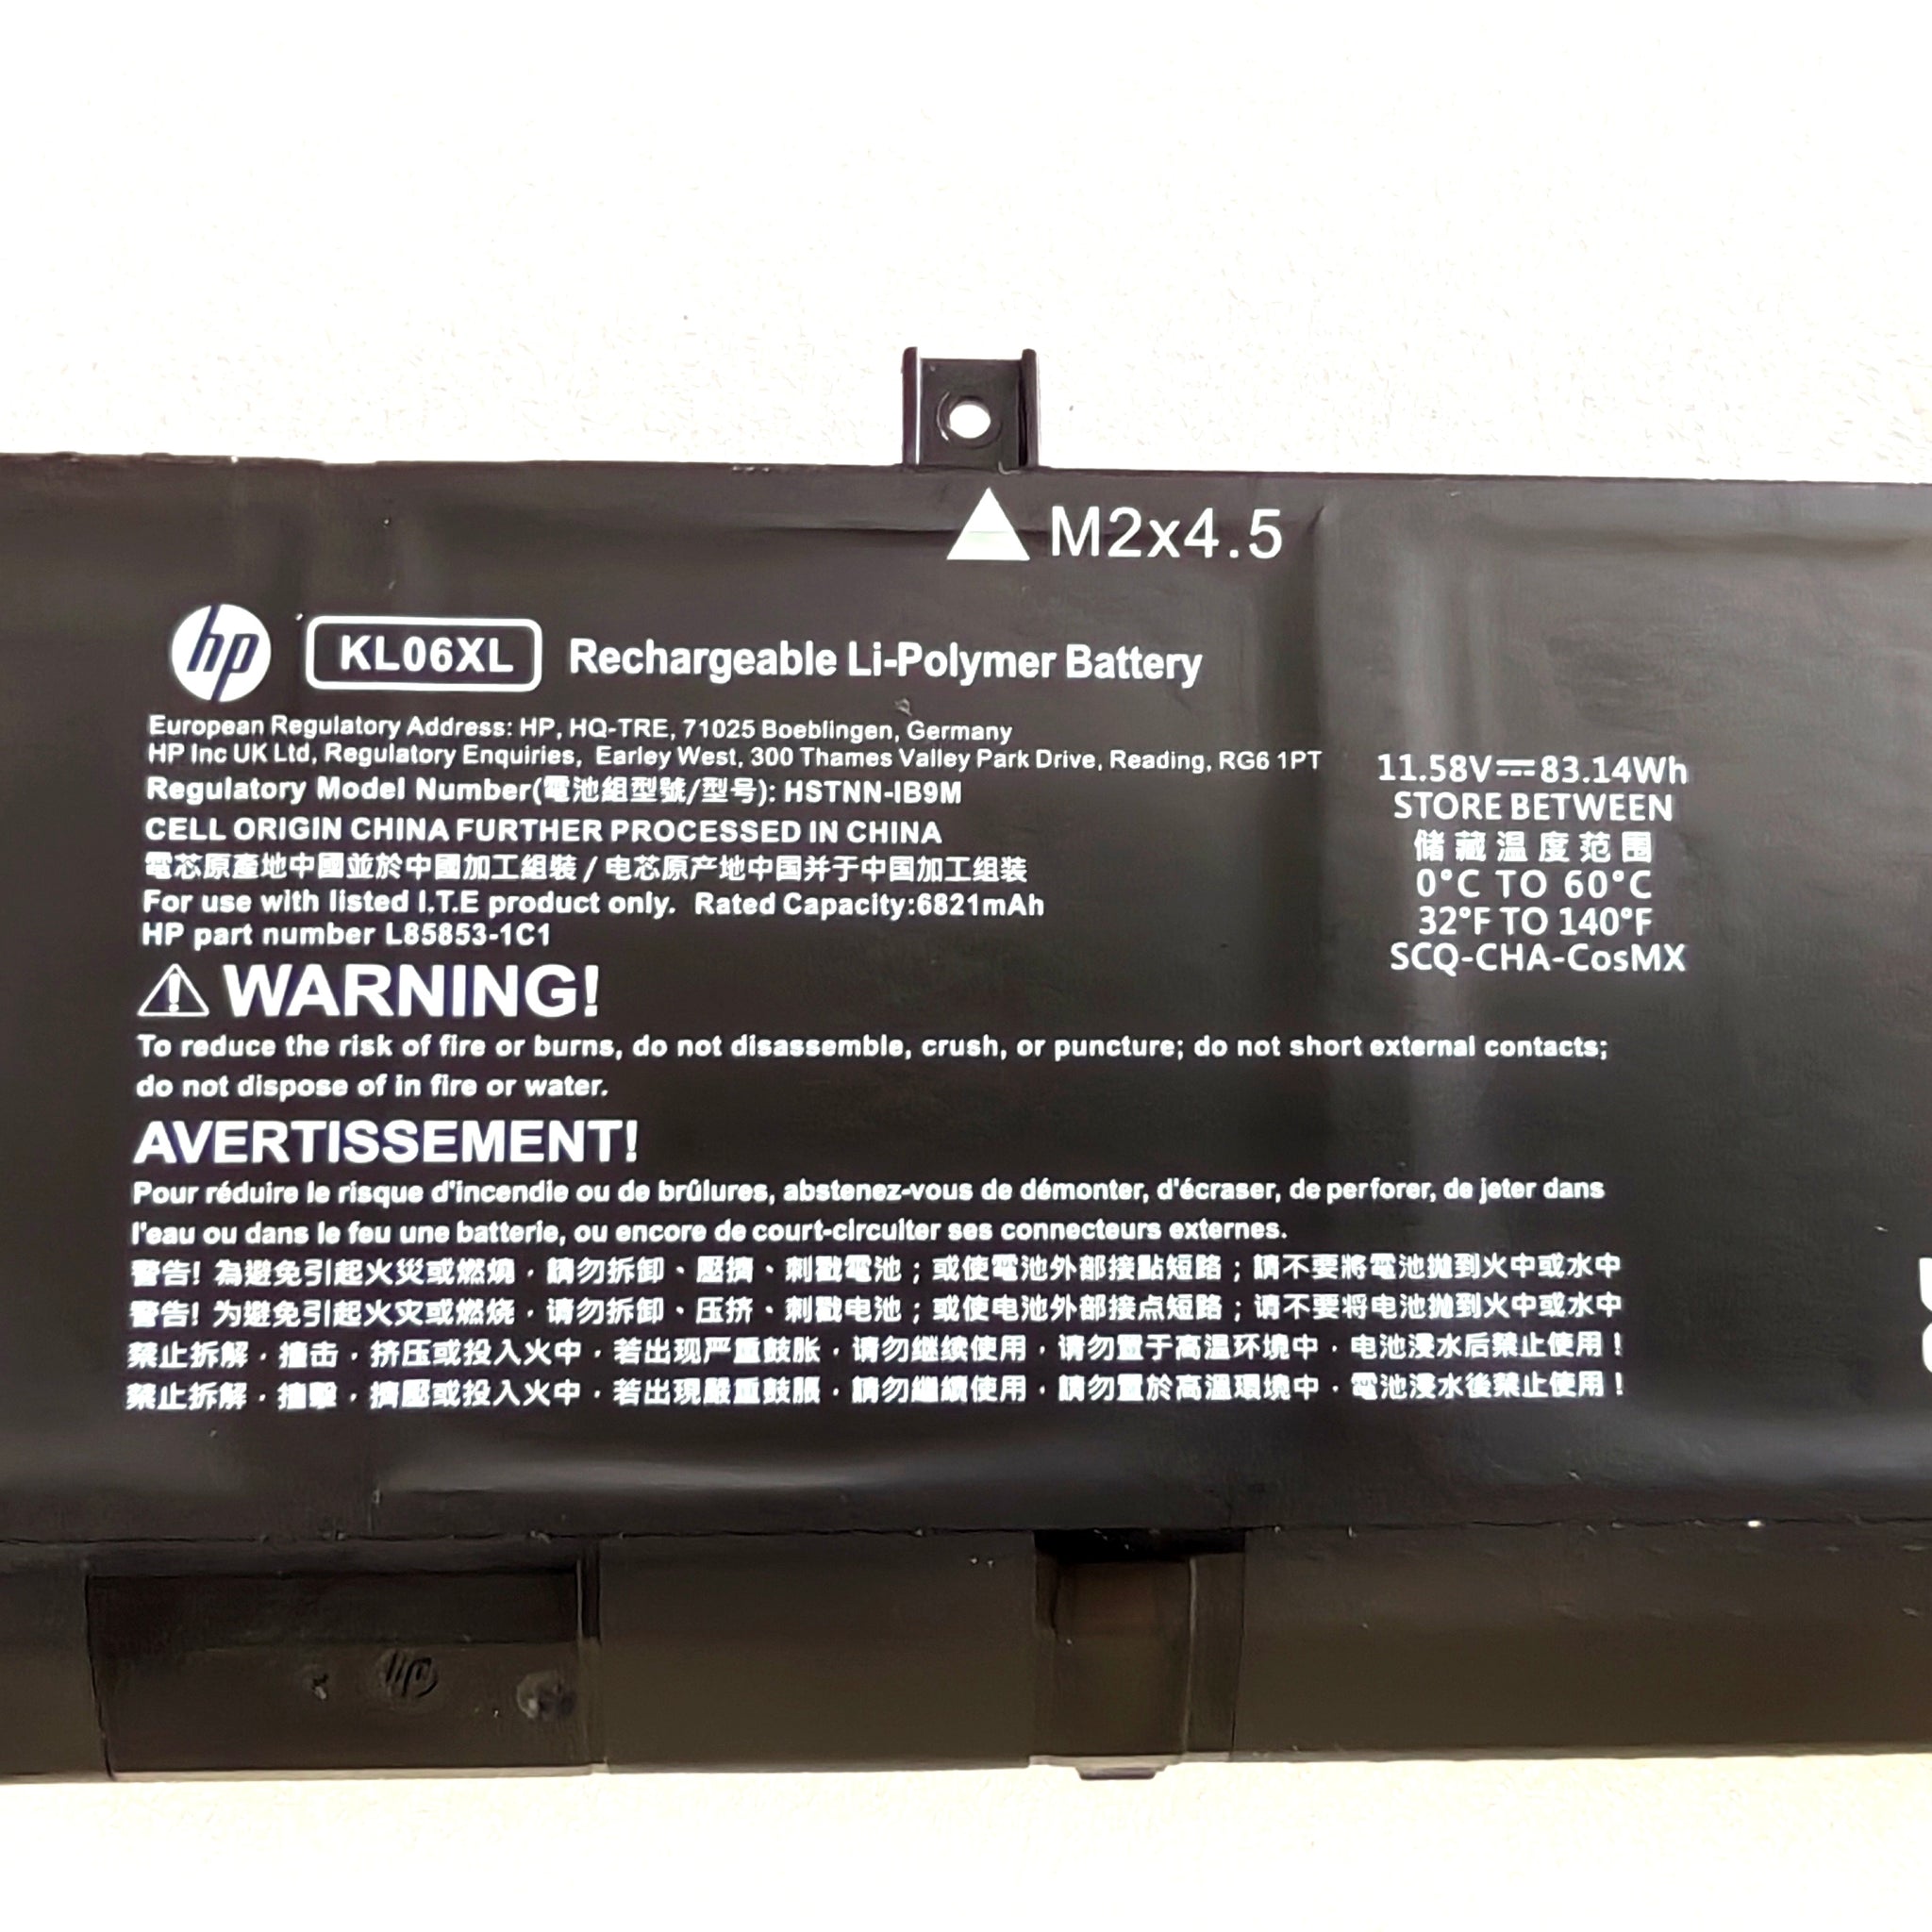 M2x4.5
hp KL06XL Rechargeable Li-Polymer Battery
European Regulatory Address: HP, HQ-TRE, 71025 Boeblingen, Germany
HP Inc UK Ltd, Regulatory Enquiries, Earley West, 300 Thames Valley Park Drive, Reading, RG6 1PT
Regulatory Model Number(電池組型號/型号): HSTNN-IB9M
CELL ORIGIN CHINA FURTHER PROCESSED IN CHINA
電芯原產地中國並於中國加工組裝 / 电芯原产地中国并于中国加工组装
For use with listed I.T.E product only. Rated Capacity:6821mAh
HP part number L85853-1C1
11.58V⎓83.14Wh
STORE BETWEEN
储藏温度范围
0°C TO 60°C
32°F TO 140°F
SCQ-CHA-CosMX
WARNING!
To reduce the risk of fire or burns, do not disassemble, crush, or puncture; do not short external contacts;
do not dispose of in fire or water.
AVERTISSEMENT!
Pour réduire le risque d'incendie ou de brûlures, abstenez-vous de démonter, d'écraser, de perforer, de jeter dans
l'eau ou dans le feu une batterie, ou encore de court-circuiter ses connecteurs externes.
警告! 為避免引起火災或燃燒，請勿拆卸、壓擠、刺戳電池；或使電池外部接點短路；請不要將電池拋到火中或水中
警告! 为避免引起火灾或燃烧，请勿拆卸、压挤、刺戳电池；或使电池外部接点短路；请不要将电池抛到火中或水中
禁止拆解，撞击，挤压或投入火中，若出现严重鼓胀，请勿继续使用，请勿置于高温环境中，电池浸水后禁止使用！
禁止拆解，撞擊，擠壓或投入火中，若出現嚴重鼓脹，請勿繼續使用，請勿置於高溫環境中，電池浸水後禁止使用！
hp